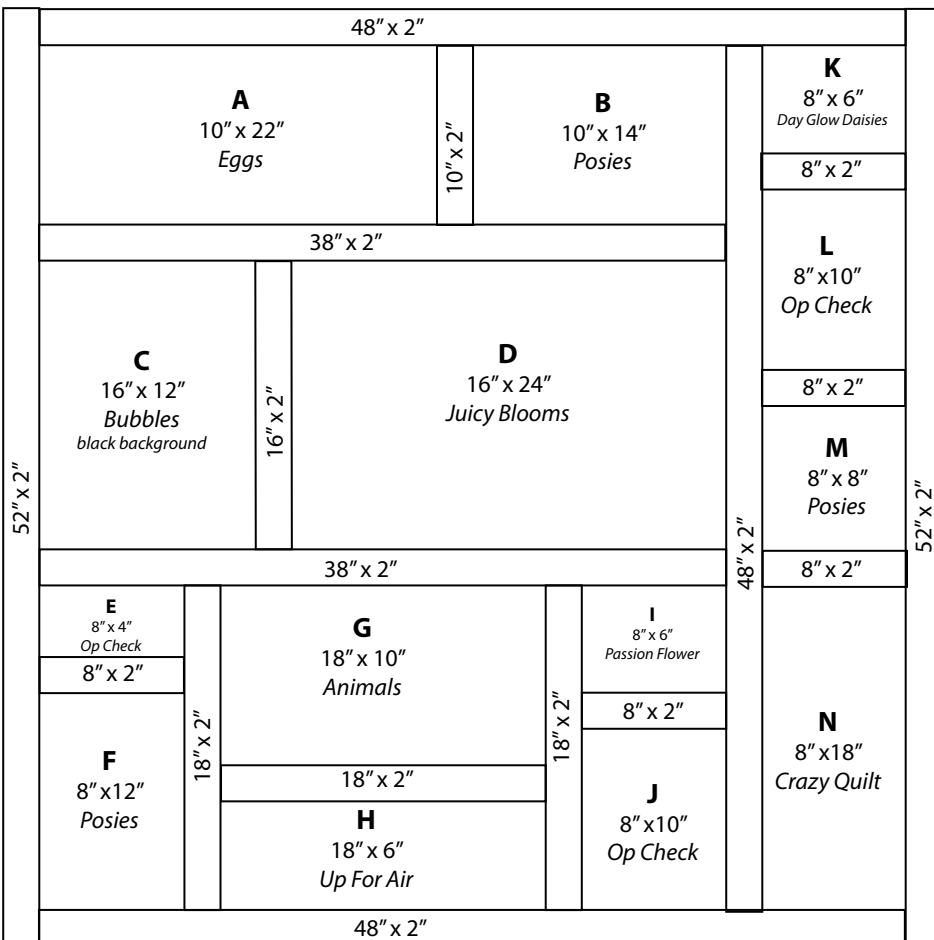 48” x 2”
A
10” x 22”
Eggs
10” x 2”
B
10” x 14”
Posies
K
8” x 6”
Day Glow Daisies
8” x 2”
38” x 2”
L
8” x10”
Op Check
C
16” x 12”
Bubbles
black background
16” x 2”
D
16” x 24”
Juicy Blooms
8” x 2”
M
8” x 8”
Posies
52” x 2”
48” x 2”
52” x 2”
38” x 2”
8” x 2”
E
8” x 4”
Op Check
8” x 2”
F
8” x12”
Posies
18” x 2”
G
18” x 10”
Animals
18” x 2”
H
18” x 6”
Up For Air
18” x 2”
I
8” x 6”
Passion Flower
8” x 2”
J
8” x10”
Op Check
N
8” x18”
Crazy Quilt
48” x 2”